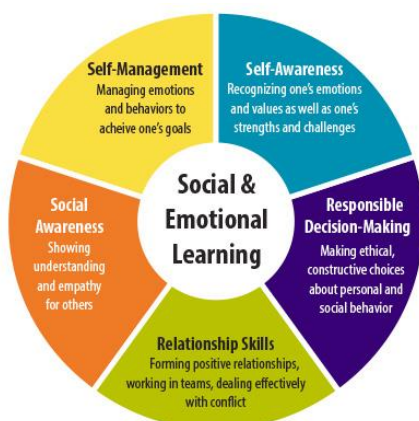 Self-Management
Managing emotions
and behaviors to
acheive one's goals
Self-Awareness
Recognizing one's emotions
and values as well as one's
strengths and challenges
Social &
Emotional
Learning
Social
Awareness
Showing
understanding
and empathy
for others
Responsible
Decision-Making
Making ethical,
constructive choices
about personal and
social behavior
Relationship Skills
Forming positive relationships,
working in teams, dealing effectively
with conflict